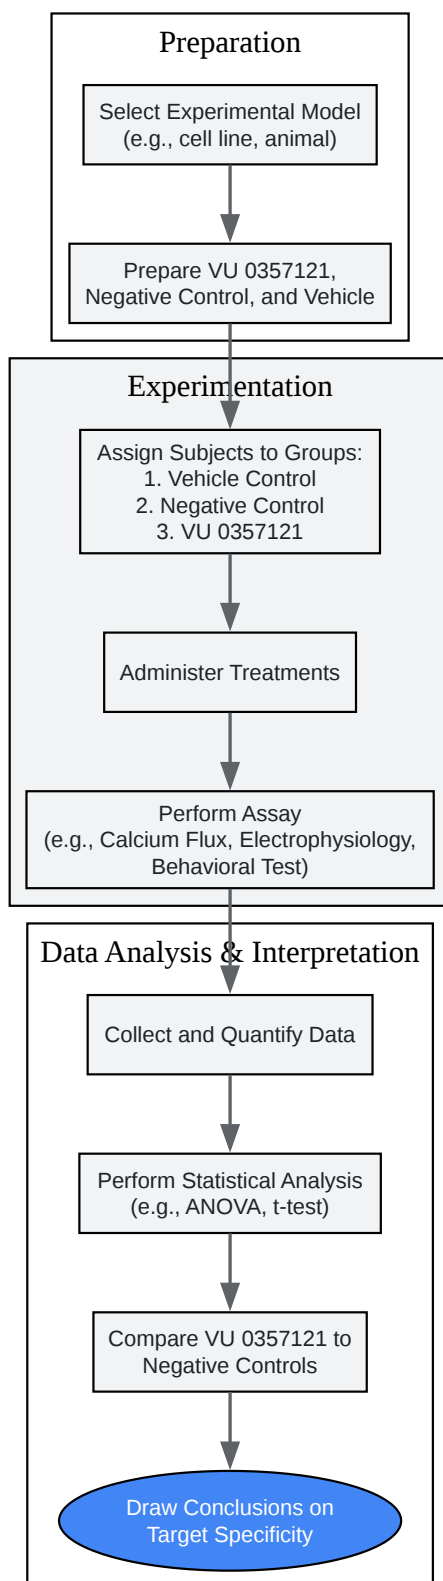 Preparation
Select Experimental Model
(e.g., cell line, animal)
Prepare VU 0357121,
Negative Control, and Vehicle
Experimentation
Assign Subjects to Groups:
1. Vehicle Control
2. Negative Control
3. VU 0357121
Administer Treatments
Perform Assay
(e.g., Calcium Flux, Electrophysiology,
Behavioral Test)
Data Analysis & Interpretation
Collect and Quantify Data
Perform Statistical Analysis
(e.g., ANOVA, t-test)
Compare VU 0357121 to
Negative Controls
Draw Conclusions on
Target Specificity